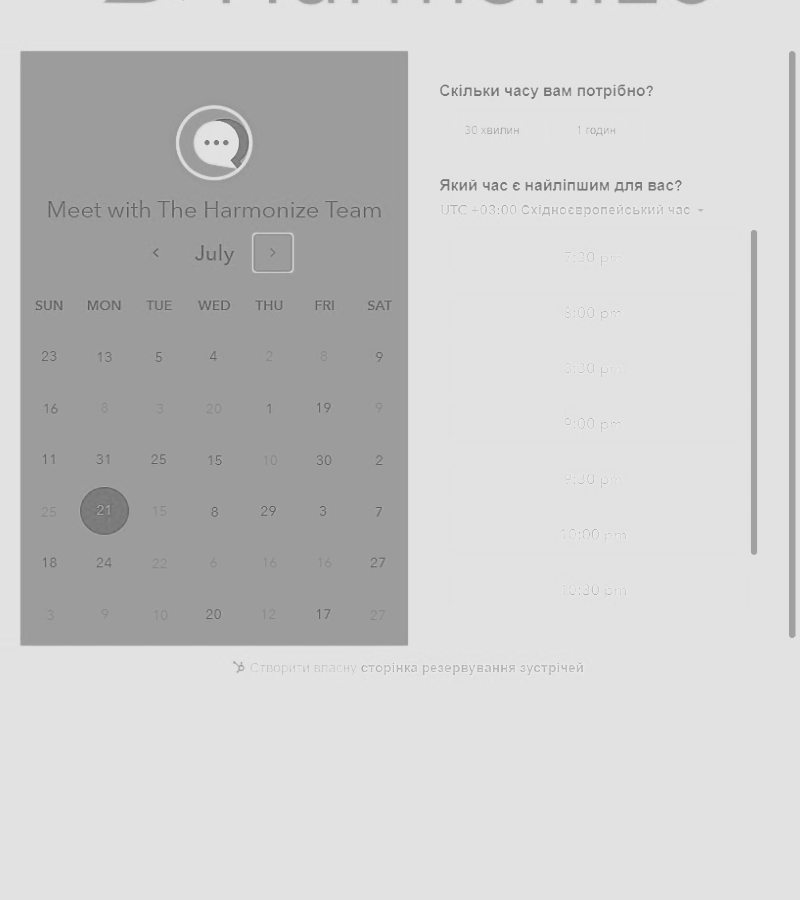 Harmonize
Meet with The Harmonize Team
July
SUN MON TUE WED THU FRI SAT
23 13 5 4 2 8 9
16 8 3 20 1 19 9
11 31 25 15 10 30 2
25 21 15 8 29 3 7
18 24 22 6 16 16 27
3 9 10 20 12 17 27
Скільки часу вам потрібно?
30 хвилин 1 годин
Який час є найліпшим для вас?
UTC +03:00 Східноєвропейський час
7:30 pm
8:00 pm
8:30 pm
9:00 pm
9:30 pm
10:00 pm
10:30 pm
Створити власну сторінка резервування зустрічей